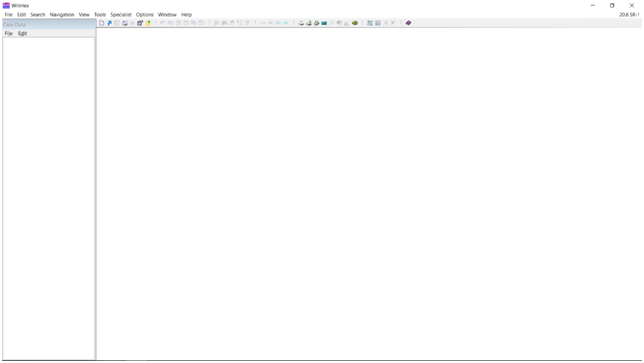 WinHex
File Edit Search Navigation View Tools Specialist Options Window Help
20.6 SR-1
Case Data
File Edit